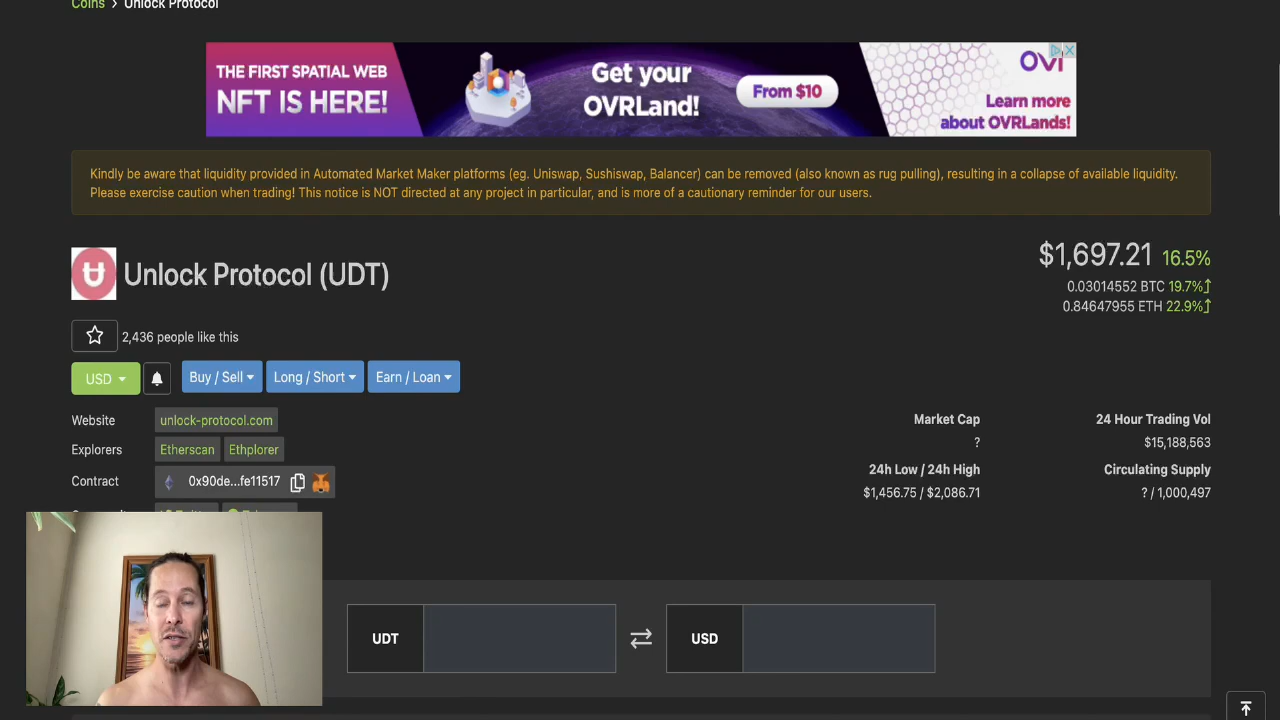 Coins > Unlock Protocol
THE FIRST SPATIAL WEB
NFT IS HERE!
Get your
OVRLand!
From $10
OVr
Learn more
about OVRLands!
Kindly be aware that liquidity provided in Automated Market Maker platforms (eg. Uniswap, Sushiswap, Balancer) can be removed (also known as rug pulling), resulting in a collapse of available liquidity.
Please exercise caution when trading! This notice is NOT directed at any project in particular, and is more of a cautionary reminder for our users.
Unlock Protocol (UDT)
$1,697.21 16.5%
0.03014552 BTC 19.7%
0.84647955 ETH 22.9%
2,436 people like this
USD
Buy / Sell
Long / Short
Earn / Loan
Website unlock-protocol.com
Explorers Etherscan Ethplorer
Contract 0x90de...fe11517
Market Cap
?
24 Hour Trading Vol
$15,188,563
24h Low / 24h High
$1,456.75 / $2,086.71
Circulating Supply
? / 1,000,497
UDT
USD